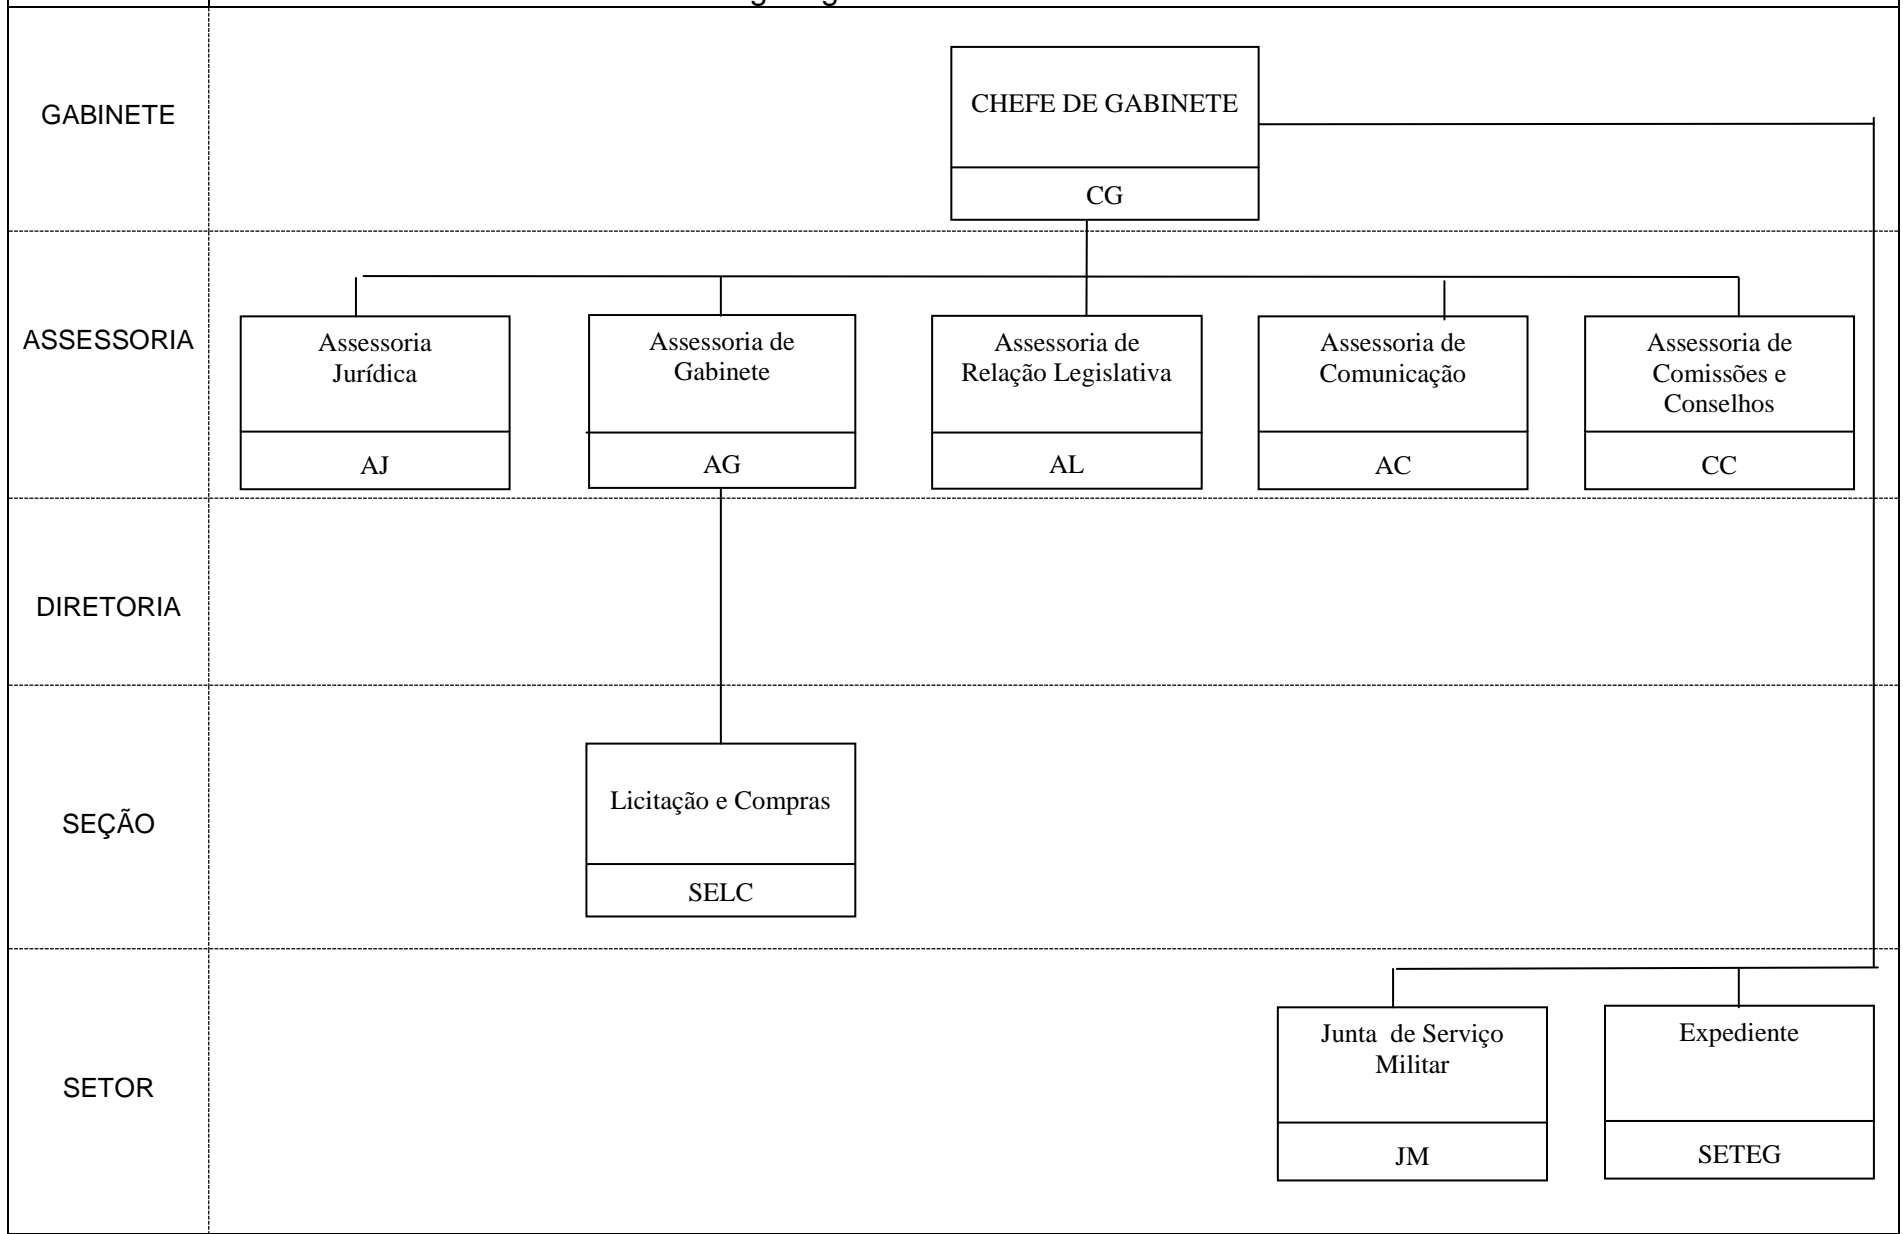 GABINETE
CHEFE DE GABINETE
CG
ASSESSORIA
Assessoria
Jurídica
AJ
Assessoria de
Gabinete
AG
Assessoria de
Relação Legislativa
AL
Assessoria de
Comunicação
AC
Assessoria de
Comissões e
Conselhos
CC
DIRETORIA
SEÇÃO
Licitação e Compras
SELC
SETOR
Junta  de Serviço
Militar
JM
Expediente
SETEG